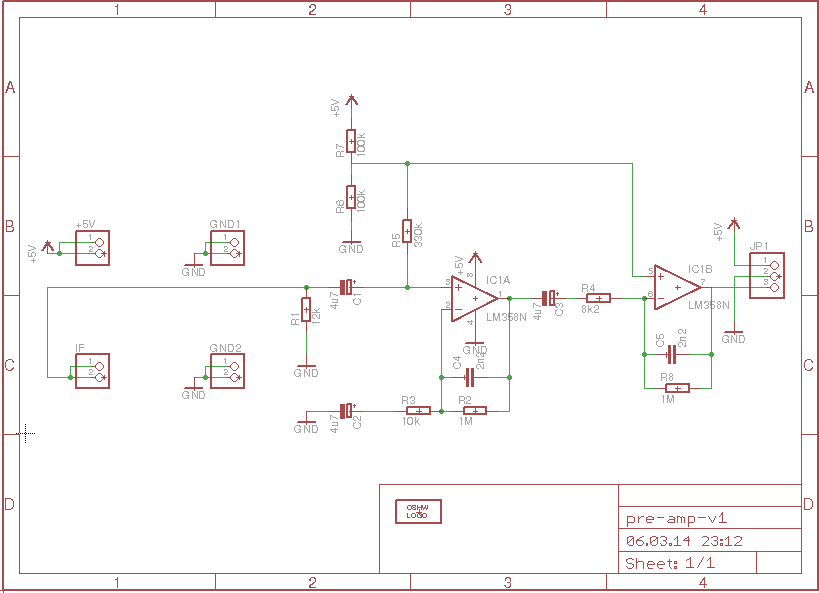 1 2 3 4
A A
+5V
R7
100k
R6
100k
GND
B B
+5V
+5V
1
2
GND1
1
2
GND
R5
330k
+5V
8
IC1A
3
2
1
4
LM358N
GND
IC1B
5
6
7
LM358N
+5V
JP1
1
2
3
GND
4u7
C1
R1
12k
GND
4u7
C3
R4
8k2
C C
IF
1
2
GND2
1
2
GND
C4
2n2
C5
2n2
R8
1M
GND
4u7
C2
R3
10k
R2
1M
D D
OSHW
LOGO
pre-amp-v1
06.03.14 23:12
Sheet: 1/1
1 2 3 4